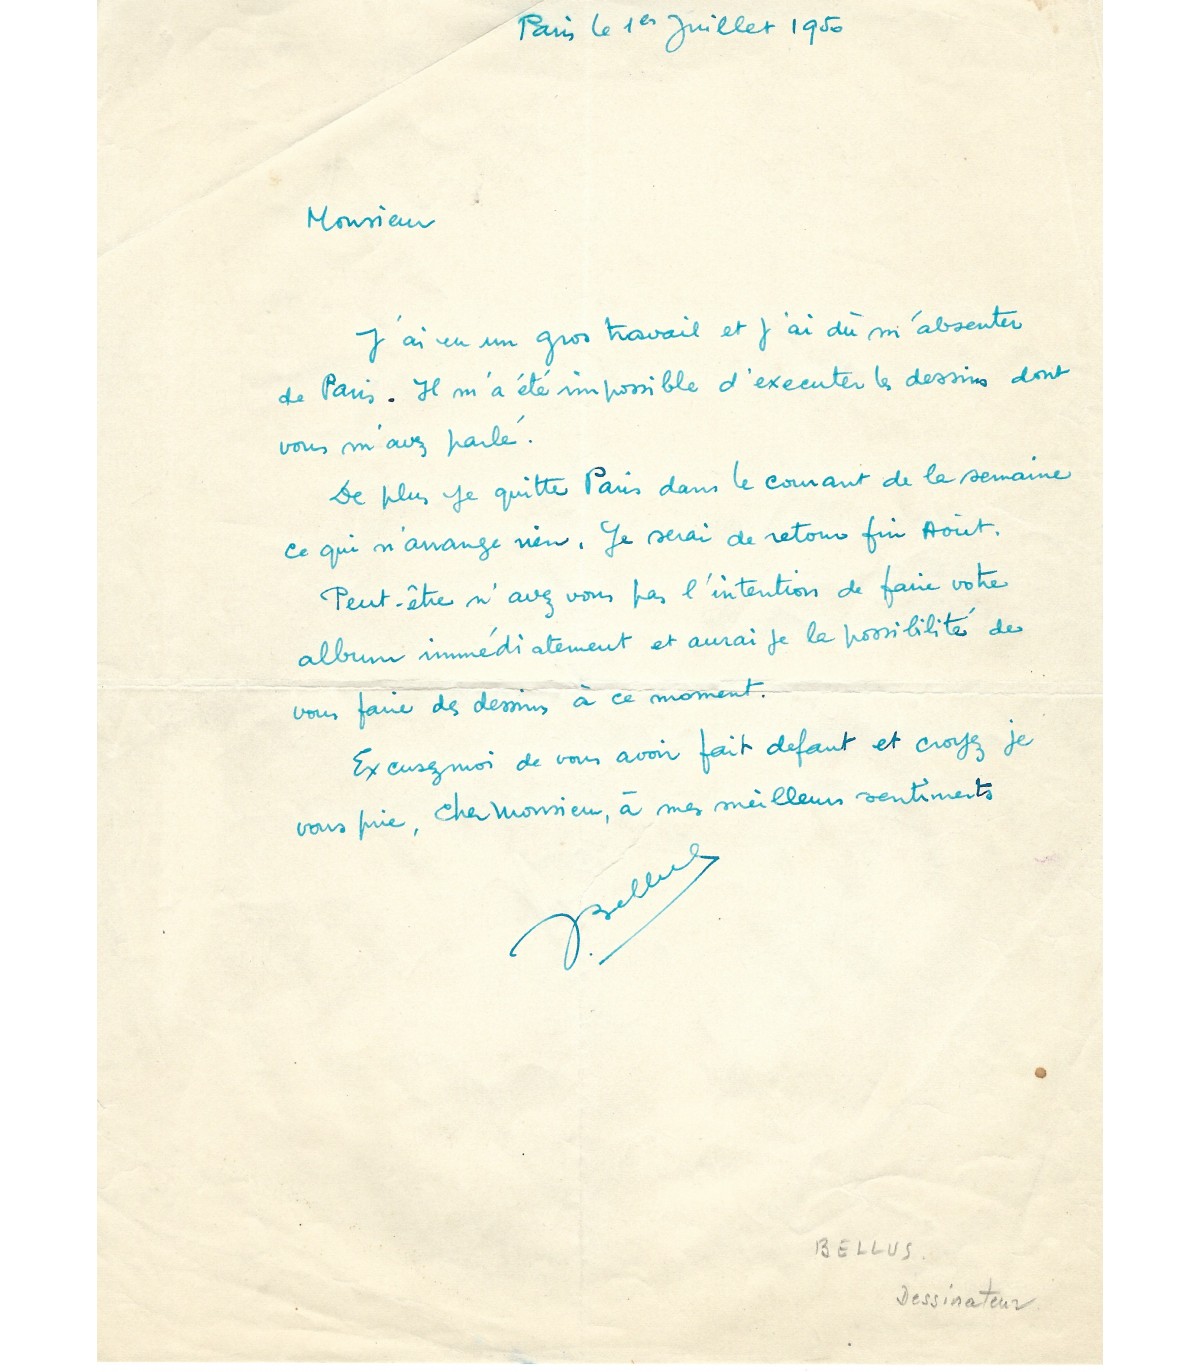 Paris le 1er Juillet 1950
Monsieur
J'ai eu un gros travail et j'ai dû m'absenter
de Paris. Il m'a été impossible d'executer les dessins dont
vous m'avez parlé.
De plus je quitte Paris dans le courant de la semaine
ce qui n'arrange rien. Je serai de retour fin Août.
Peut-être n'avez vous pas l'intention de faire votre
album immédiatement et aurai je la possibilité de
vous faire des dessins à ce moment.
Excusez moi de vous avoir fait defaut et croyez je
vous prie, cher Monsieur, à mes meilleurs sentiments
J. Bellus
BELLUS.
Dessinateur